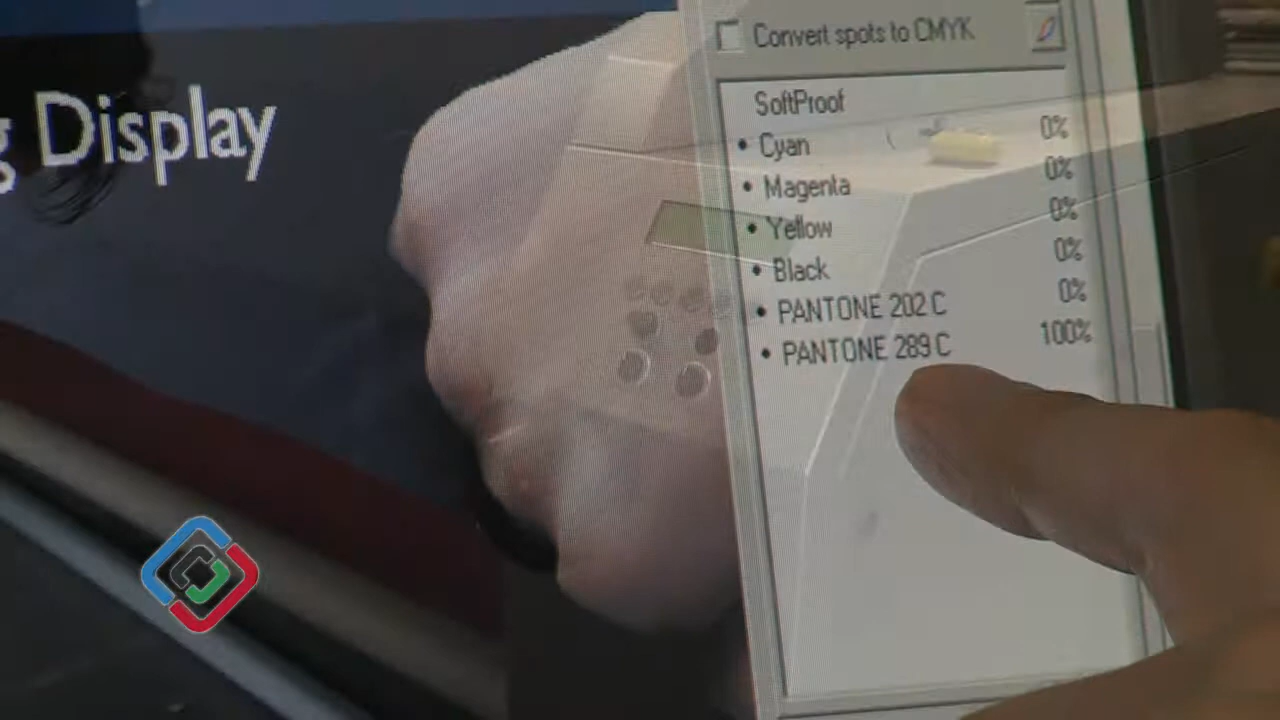 Convert spots to CMYK
g Display
SoftProof
• Cyan 0%
• Magenta 0%
• Yellow 0%
• Black 0%
• PANTONE 202 C 0%
• PANTONE 289 C 100%